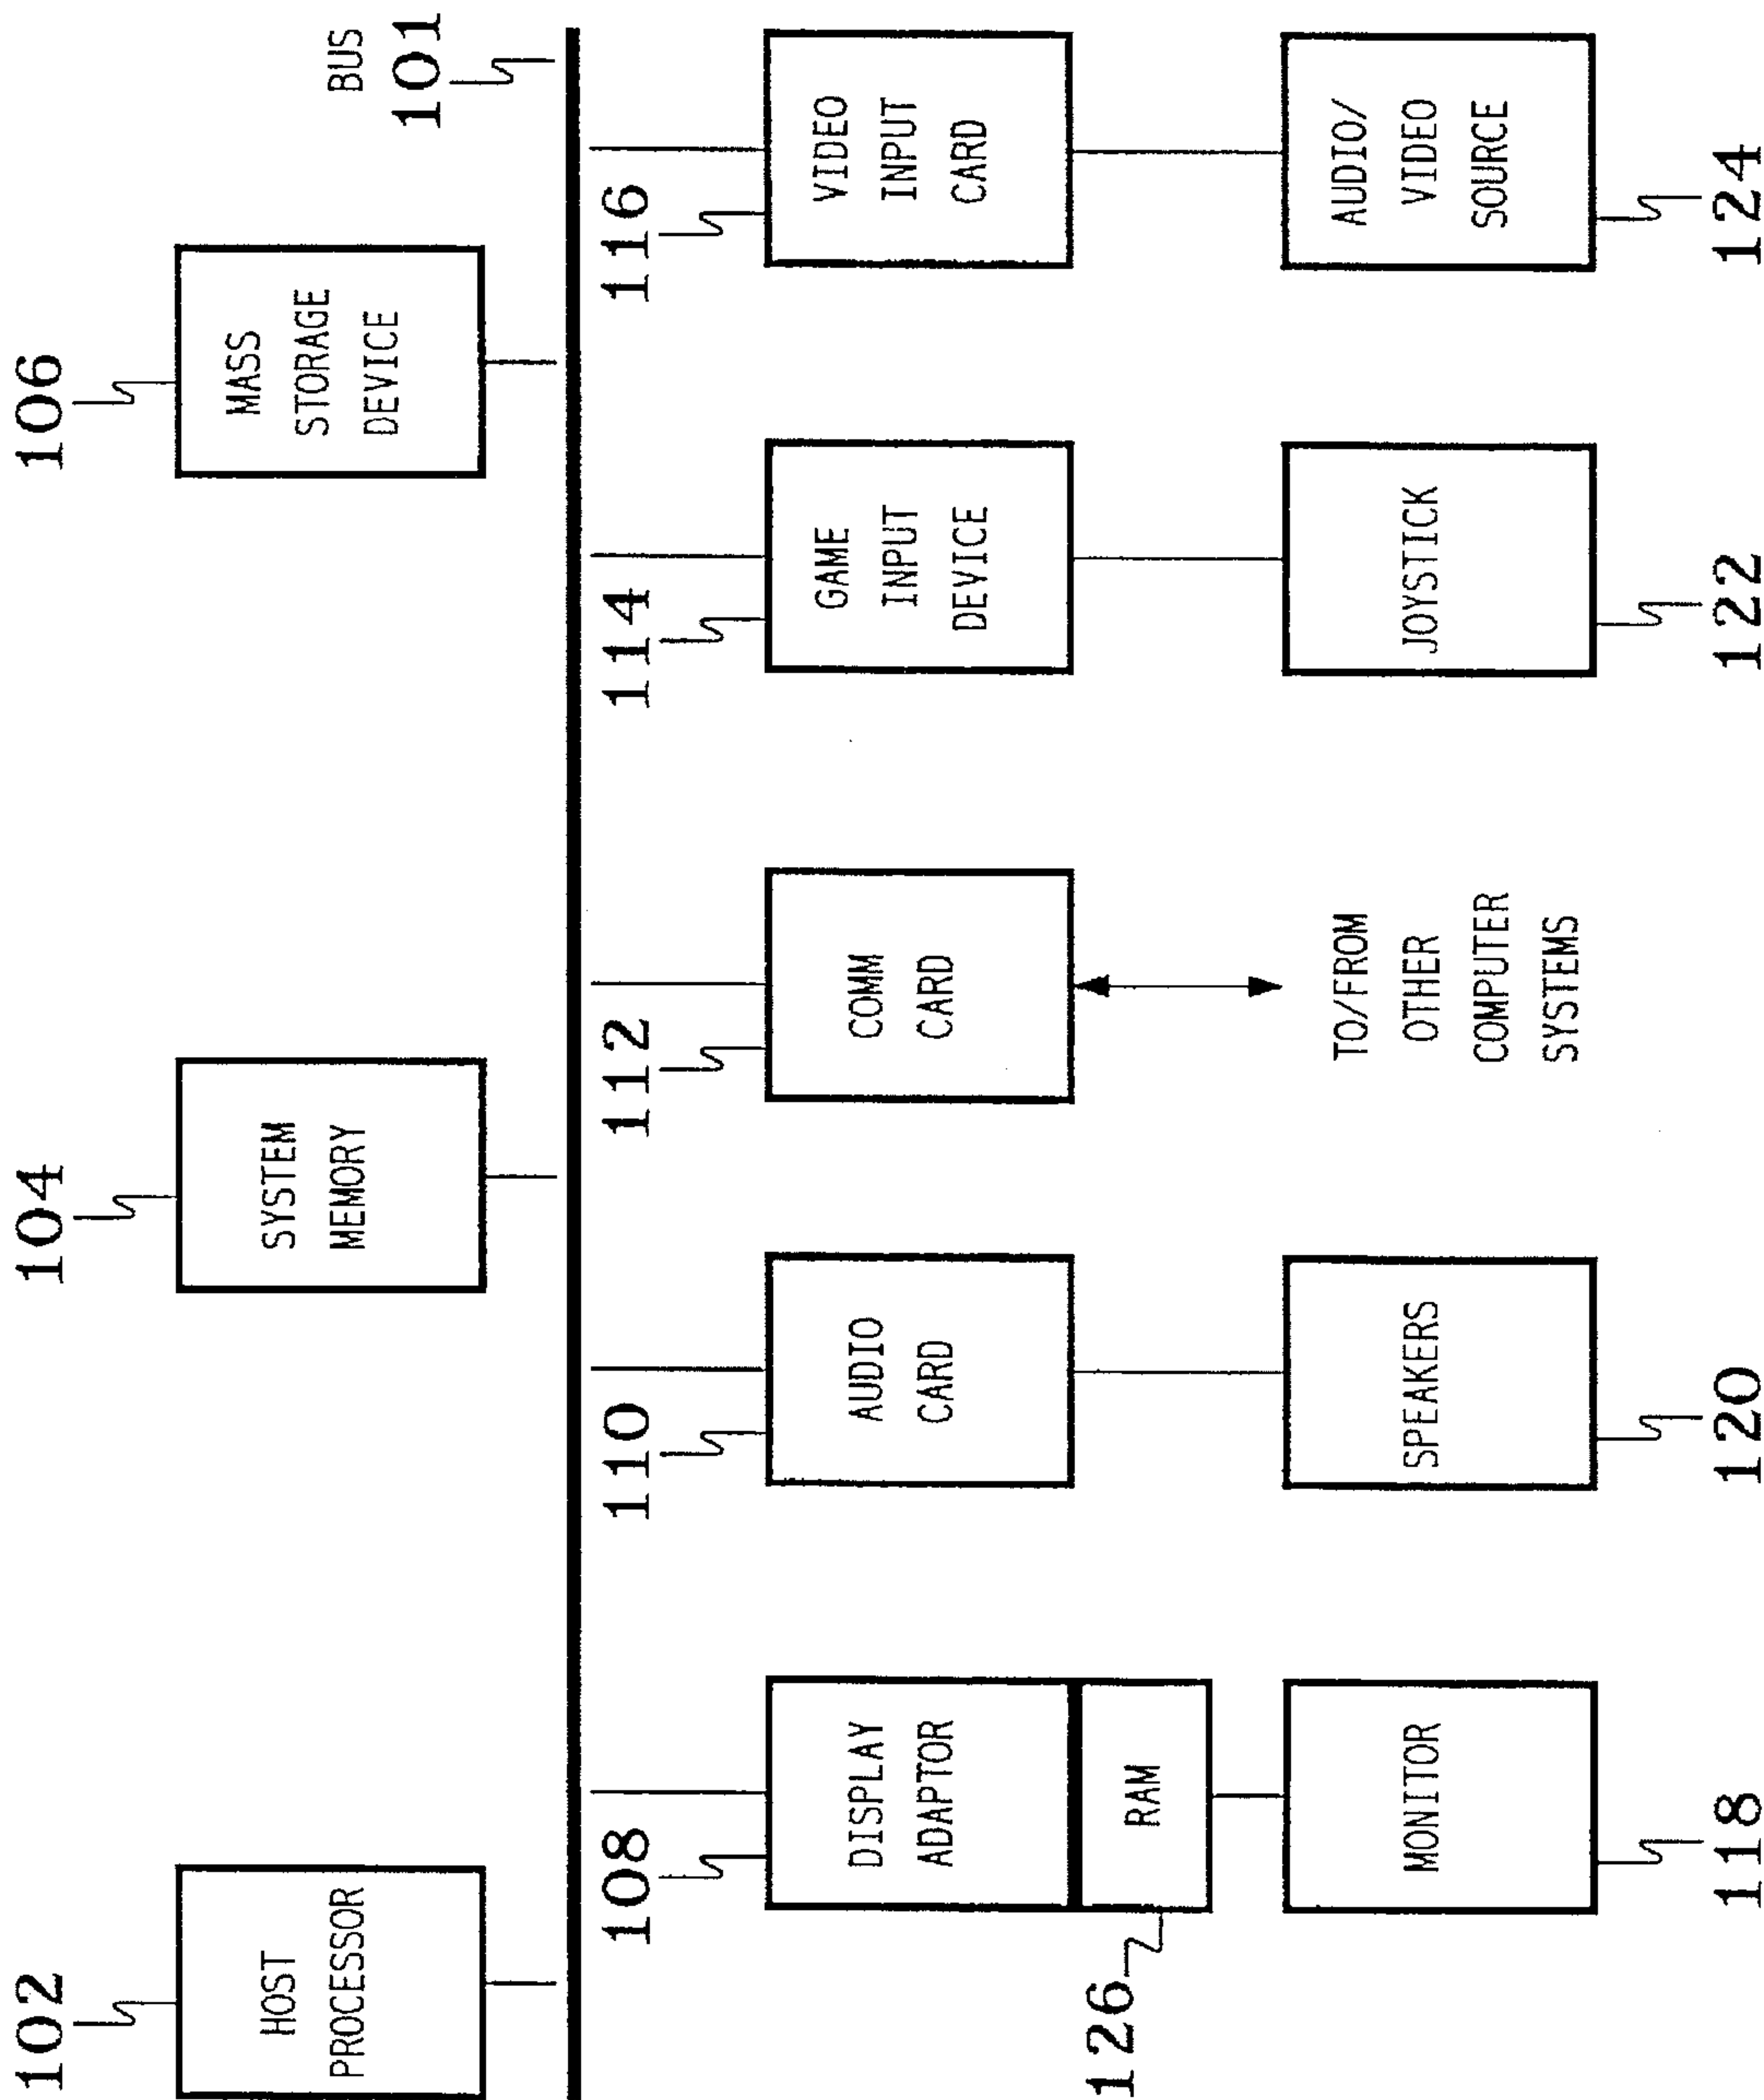 102
104
106
HOST
PROCESSOR
SYSTEM
MEMORY
MASS
STORAGE
DEVICE
BUS
101
108
110
112
114
116
DISPLAY
ADAPTOR
AUDIO
CARD
COMM
CARD
GAME
INPUT
DEVICE
VIDEO
INPUT
CARD
126
RAM
MONITOR
SPEAKERS
TO/FROM
OTHER
COMPUTER
SYSTEMS
JOYSTICK
AUDIO/
VIDEO
SOURCE
118
120
122
124